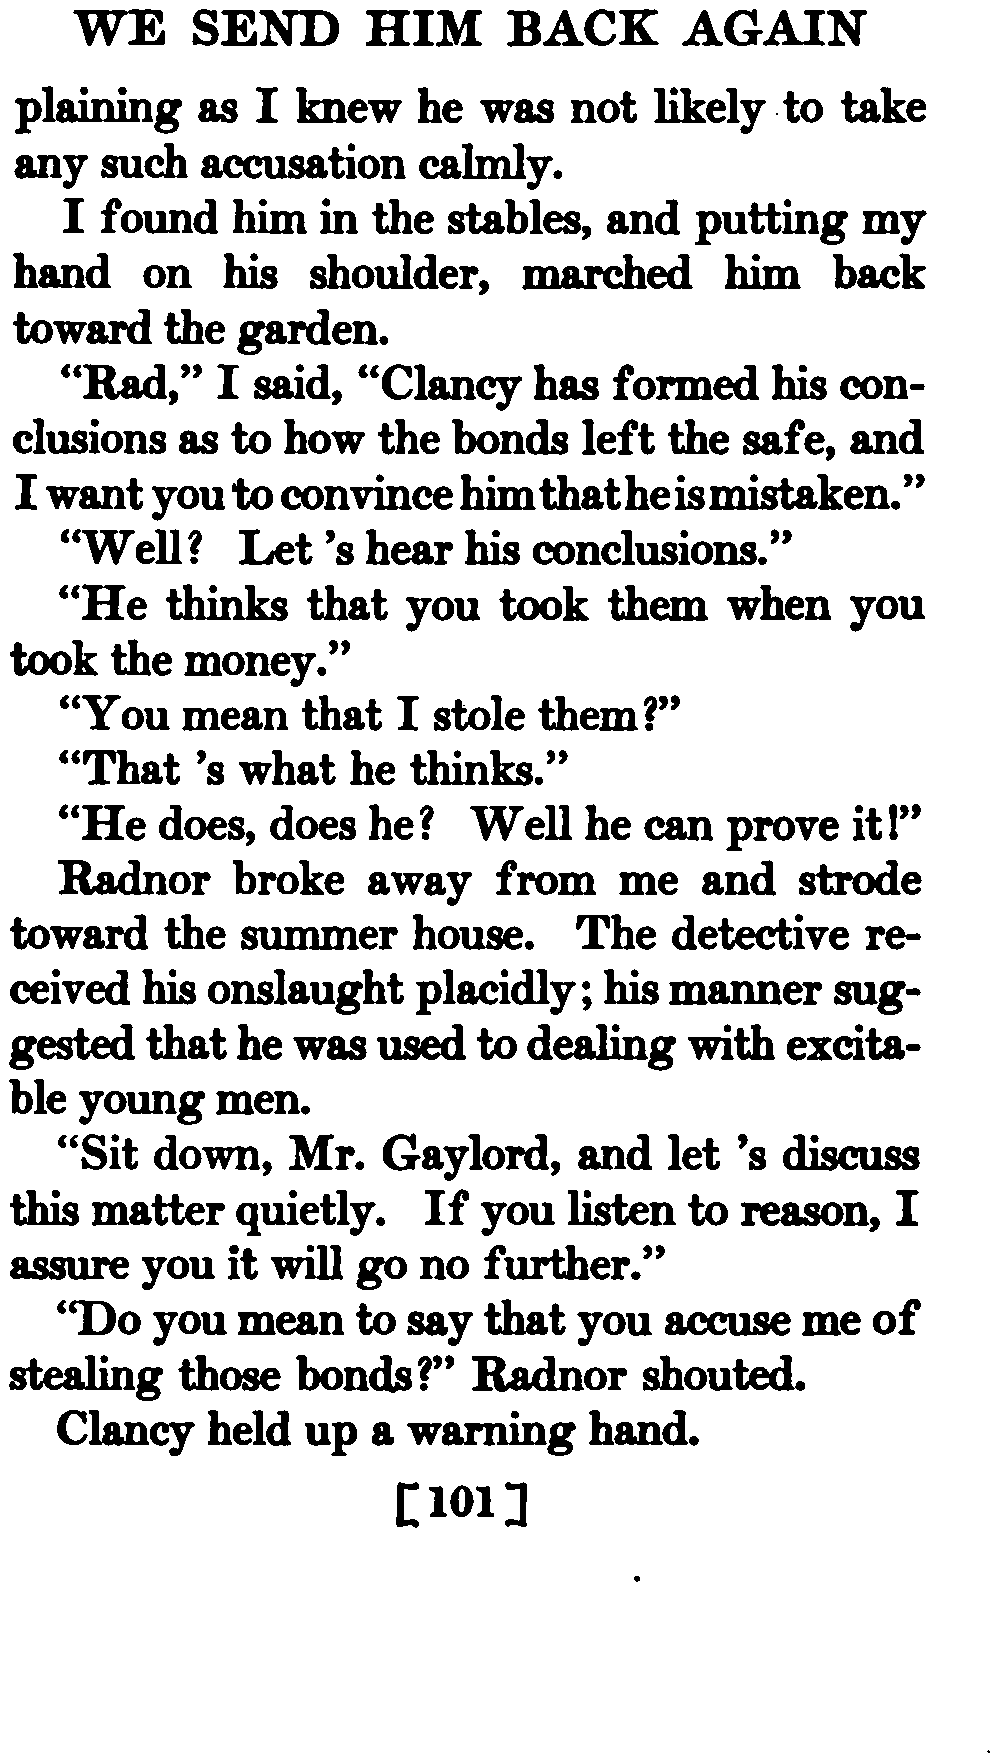 WE SEND HIM BACK AGAIN
plaining as I knew he was not likely to take
any such accusation calmly.
I found him in the stables, and putting my
hand on his shoulder, marched him back
toward the garden.
“Rad,” I said, “Clancy has formed his con-
clusions as to how the bonds left the safe, and
I want you to convince him that he is mistaken.”
“Well? Let ’s hear his conclusions.”
“He thinks that you took them when you
took the money.”
“You mean that I stole them?”
“That ’s what he thinks.”
“He does, does he? Well he can prove it!”
Radnor broke away from me and strode
toward the summer house. The detective re-
ceived his onslaught placidly; his manner sug-
gested that he was used to dealing with excita-
ble young men.
“Sit down, Mr. Gaylord, and let ’s discuss
this matter quietly. If you listen to reason, I
assure you it will go no further.”
“Do you mean to say that you accuse me of
stealing those bonds?” Radnor shouted.
Clancy held up a warning hand.
[101]